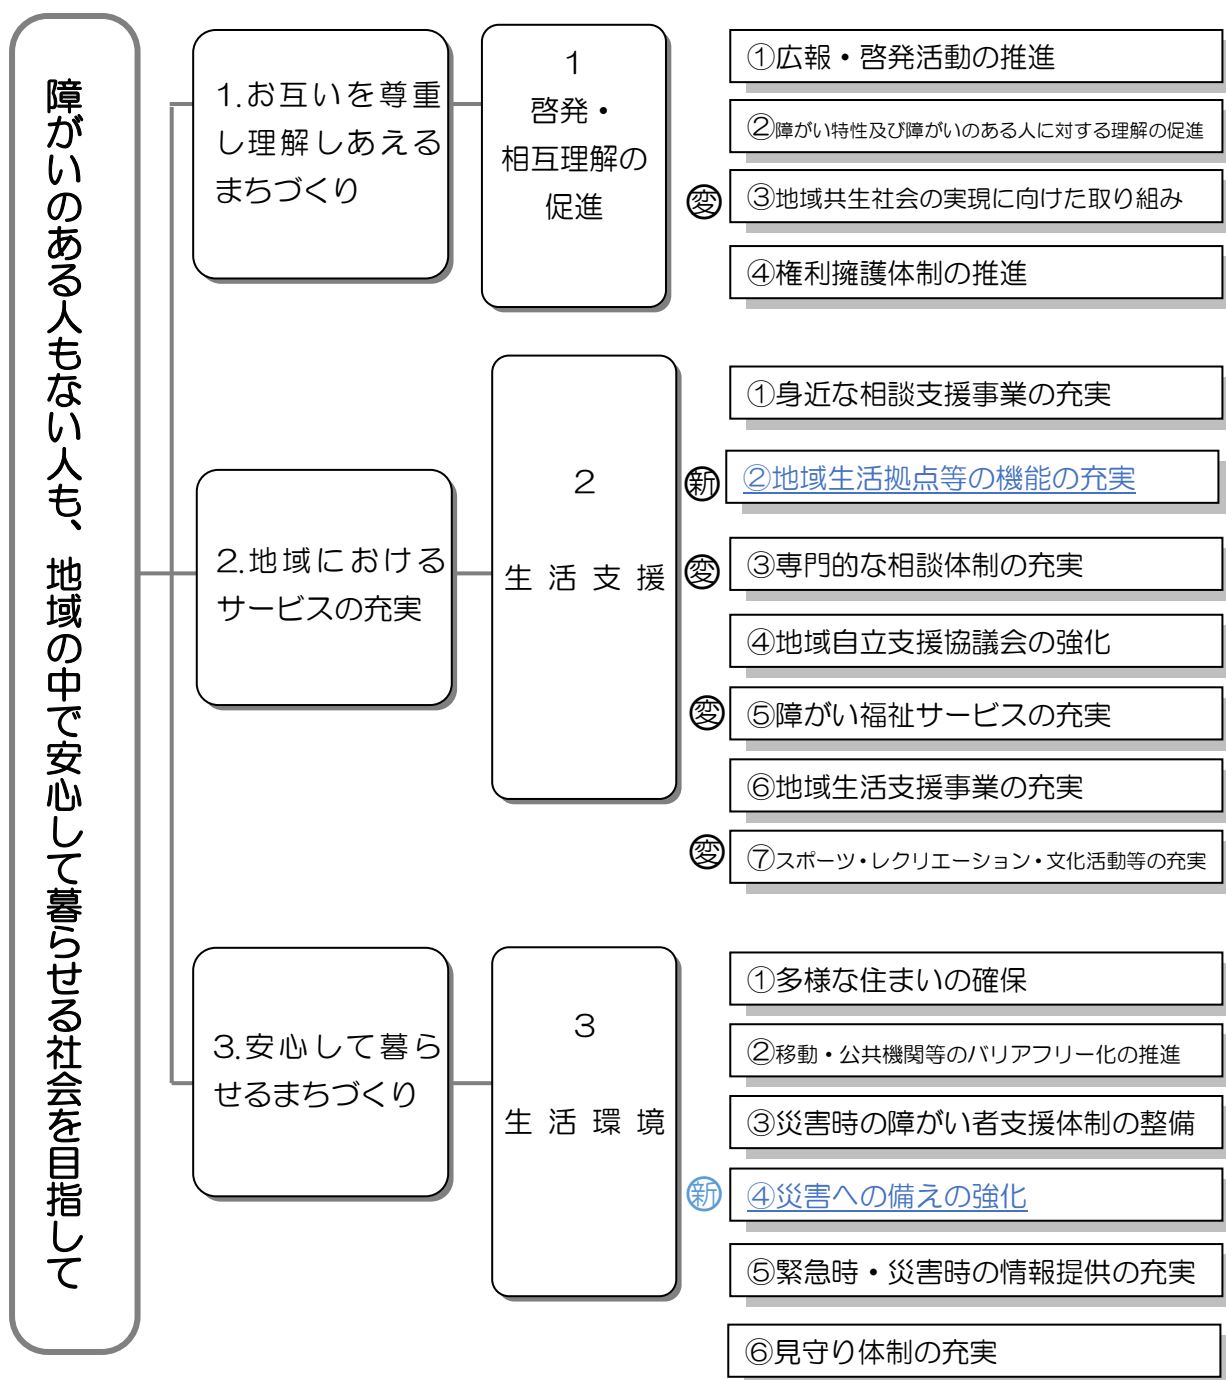 障がいのある人もない人も、地域の中で安心して暮らせる社会を目指して
1.お互いを尊重
し理解しあえる
まちづくり
1
啓発・
相互理解の
促進
①広報・啓発活動の推進
②障がい特性及び障がいのある人に対する理解の促進
変
③地域共生社会の実現に向けた取り組み
④権利擁護体制の推進
2.地域における
サービスの充実
2
生活支援
①身近な相談支援事業の充実
新
②地域生活拠点等の機能の充実
変
③専門的な相談体制の充実
④地域自立支援協議会の強化
変
⑤障がい福祉サービスの充実
⑥地域生活支援事業の充実
変
⑦スポーツ・レクリエーション・文化活動等の充実
3.安心して暮ら
せるまちづくり
3
生活環境
①多様な住まいの確保
②移動・公共機関等のバリアフリー化の推進
③災害時の障がい者支援体制の整備
新
④災害への備えの強化
⑤緊急時・災害時の情報提供の充実
⑥見守り体制の充実